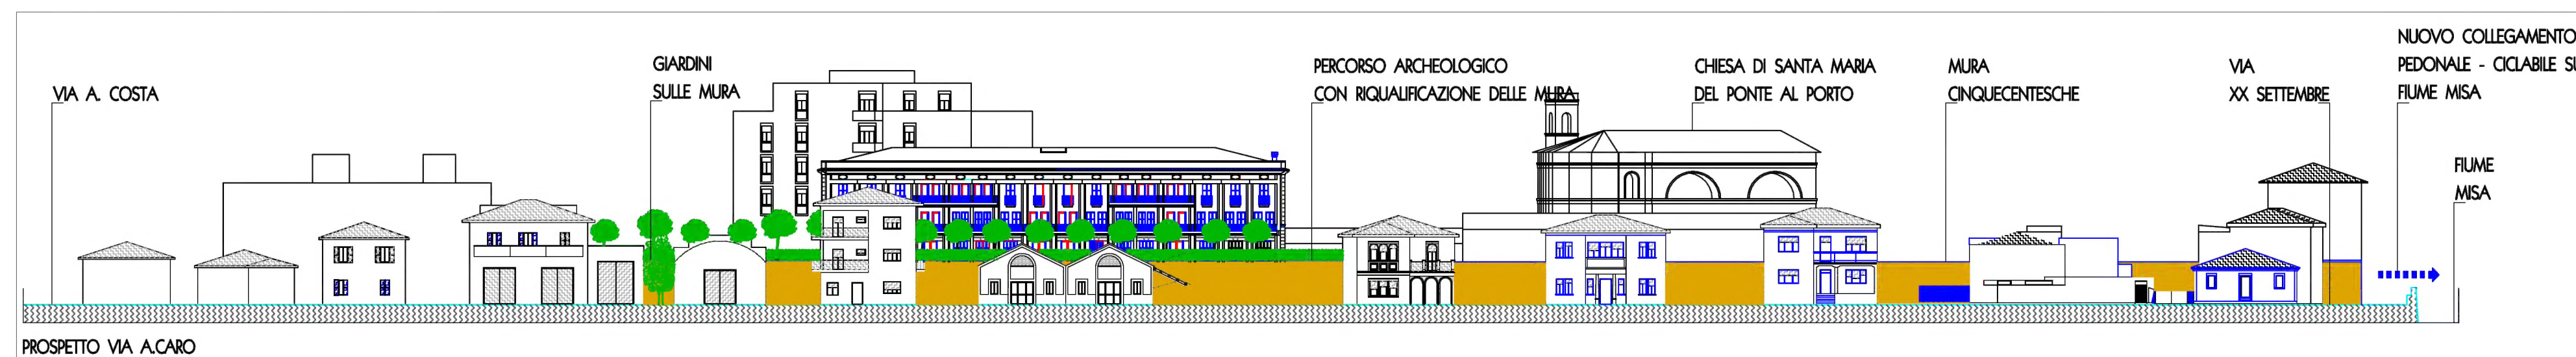 VIA A. COSTA
GIARDINI
SULLE MURA
PERCORSO ARCHEOLOGICO
CON RIQUALIFICAZIONE DELLE MURA
CHIESA DI SANTA MARIA
DEL PONTE AL PORTO
MURA
CINQUECENTESCHE
VIA
XX SETTEMBRE
NUOVO COLLEGAMENTO
PEDONALE - CICLABILE SU
FIUME MISA
FIUME
MISA
PROSPETTO VIA A.CARO